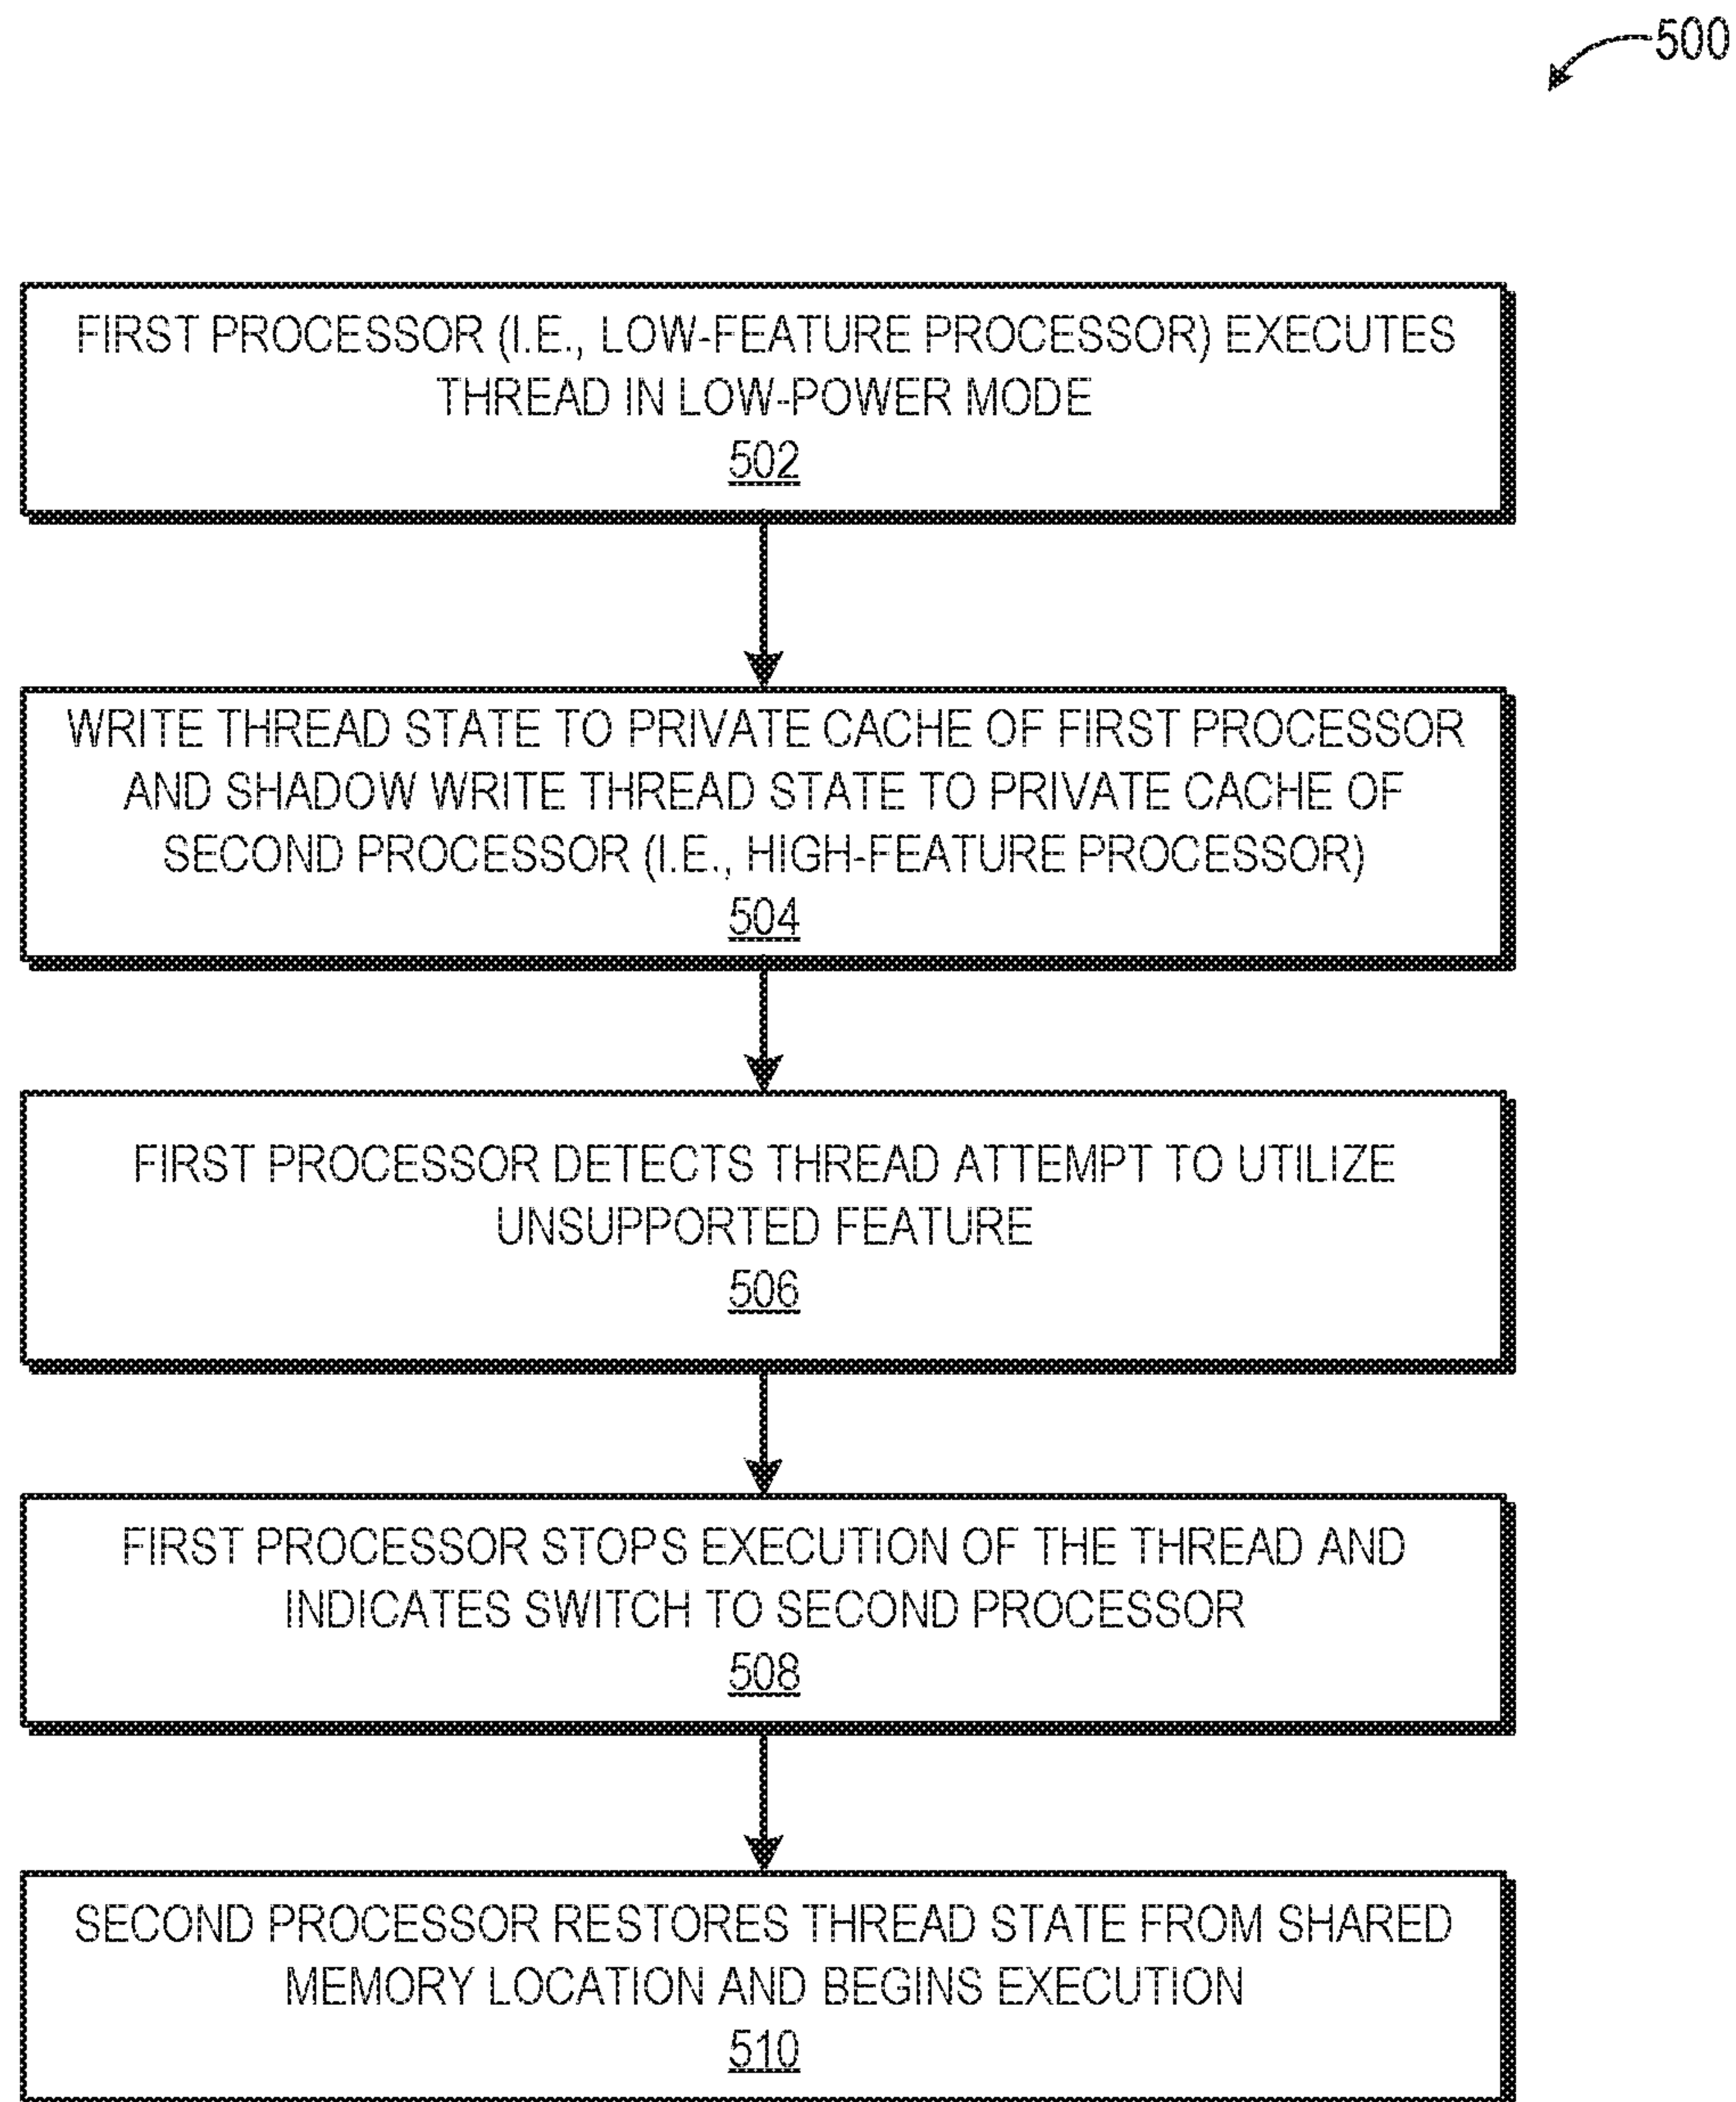 500
FIRST PROCESSOR (I.E., LOW-FEATURE PROCESSOR) EXECUTES
THREAD IN LOW-POWER MODE
502
WRITE THREAD STATE TO PRIVATE CACHE OF FIRST PROCESSOR
AND SHADOW WRITE THREAD STATE TO PRIVATE CACHE OF
SECOND PROCESSOR (I.E., HIGH-FEATURE PROCESSOR)
504
FIRST PROCESSOR DETECTS THREAD ATTEMPT TO UTILIZE
UNSUPPORTED FEATURE
506
FIRST PROCESSOR STOPS EXECUTION OF THE THREAD AND
INDICATES SWITCH TO SECOND PROCESSOR
508
SECOND PROCESSOR RESTORES THREAD STATE FROM SHARED
MEMORY LOCATION AND BEGINS EXECUTION
510